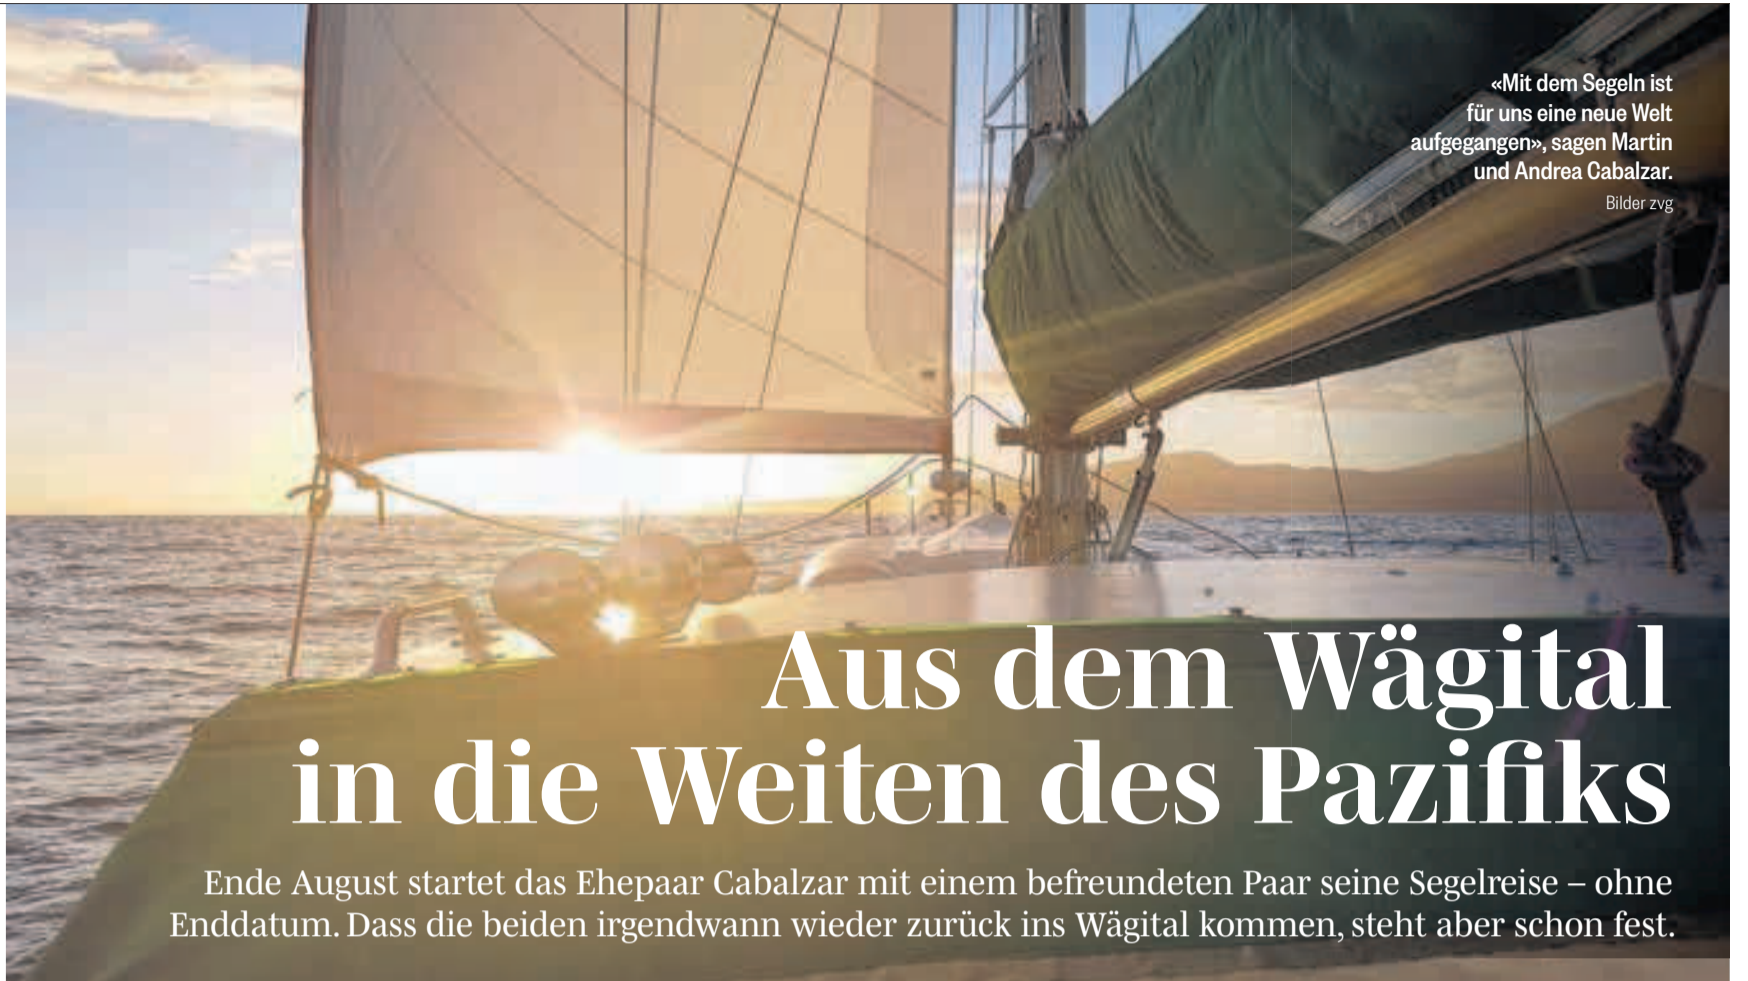 «Mit dem Segeln ist
für uns eine neue Welt
aufgegangen», sagen Martin
und Andrea Cabalzar.
Bilder zvg
Aus dem Wägital
in die Weiten des Pazifiks
Ende August startet das Ehepaar Cabalzar mit einem befreundeten Paar seine Segelreise – ohne
Enddatum. Dass die beiden irgendwann wieder zurück ins Wägital kommen, steht aber schon fest.